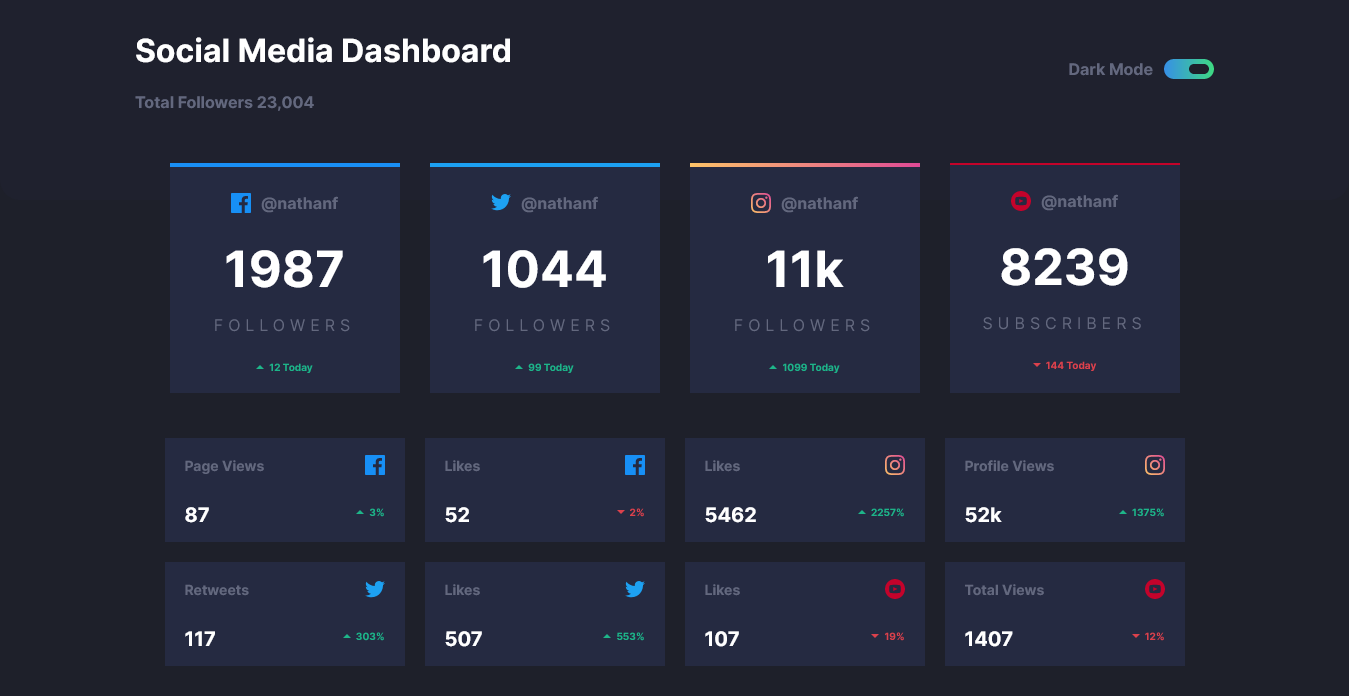 Social Media Dashboard
Dark Mode
Total Followers 23,004
@nathanf
1987
FOLLOWERS
12 Today
@nathanf
1044
FOLLOWERS
99 Today
@nathanf
11k
FOLLOWERS
1099 Today
@nathanf
8239
SUBSCRIBERS
144 Today
Page Views
87
3%
Likes
52
2%
Likes
5462
2257%
Profile Views
52k
1375%
Retweets
117
303%
Likes
507
553%
Likes
107
19%
Total Views
1407
12%